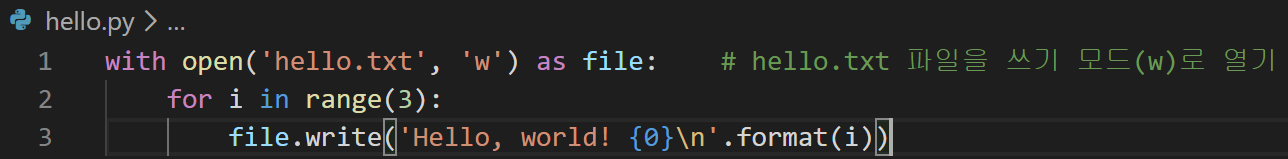 hello.py > ...
1 with open('hello.txt', 'w') as file:    # hello.txt 파일을 쓰기 모드(w)로 열기
2     for i in range(3):
3         file.write('Hello, world! {0}\n'.format(i))